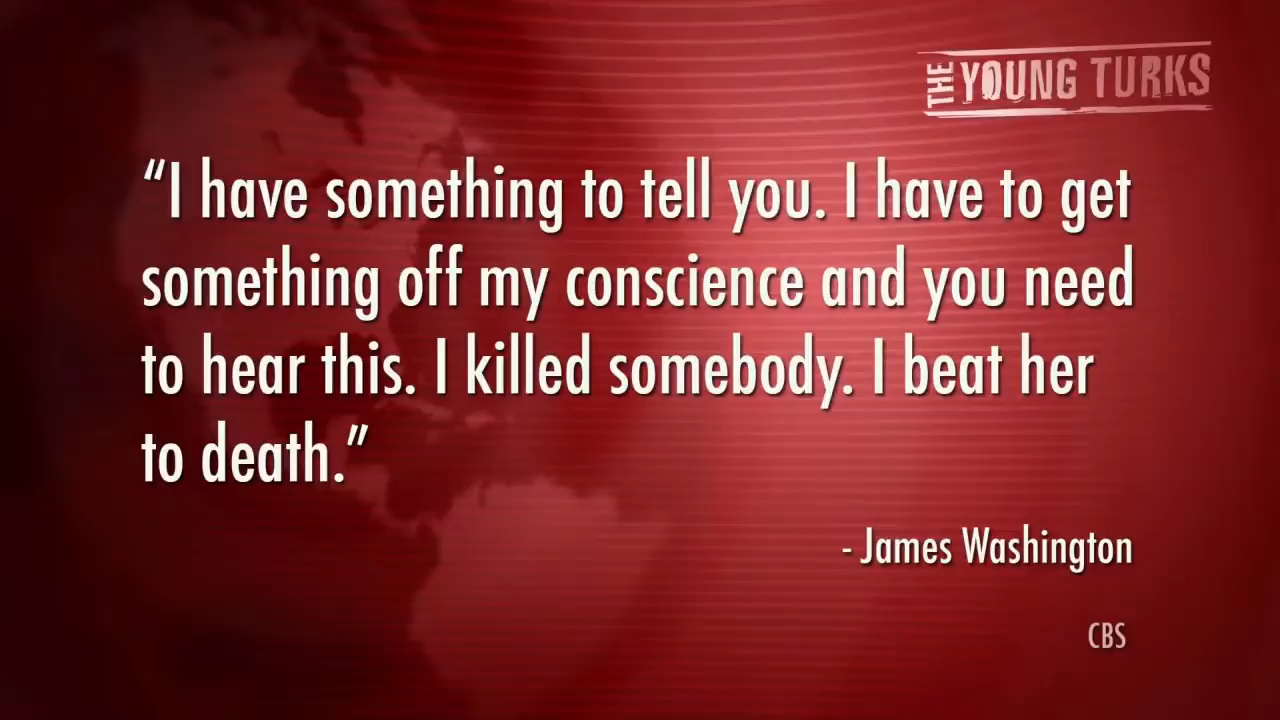 THE YOUNG TURKS
“I have something to tell you. I have to get
something off my conscience and you need
to hear this. I killed somebody. I beat her
to death.”
- James Washington
CBS